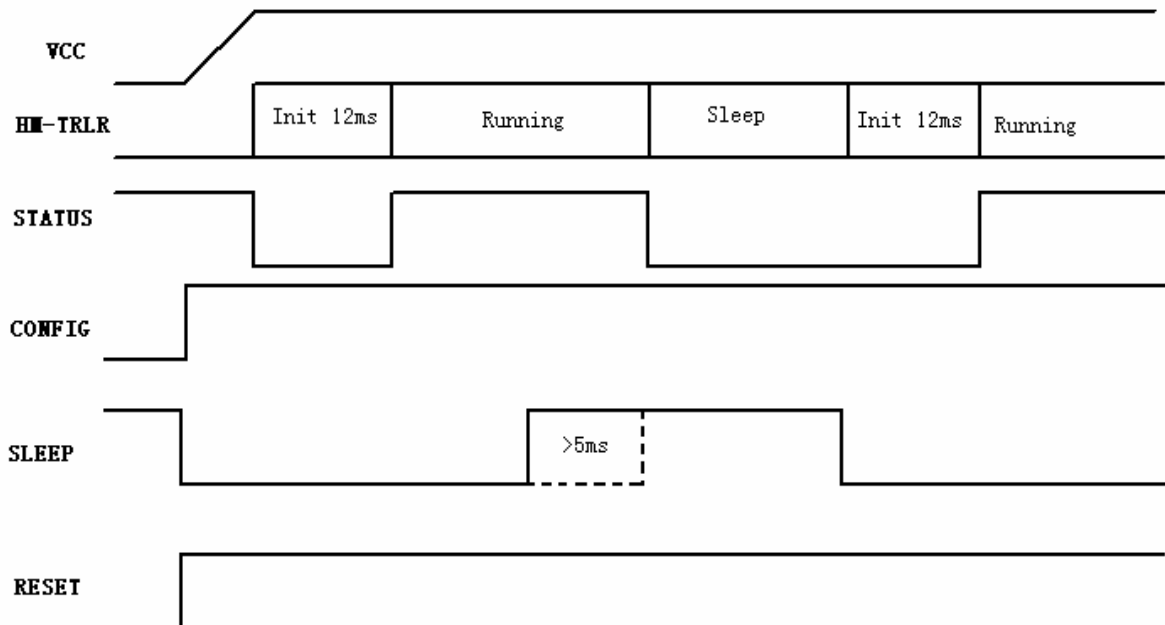 VCC
HM-TRLR
Init 12ms
Running
Sleep
Init 12ms
Running
STATUS
CONFIG
SLEEP
>5ms
RESET